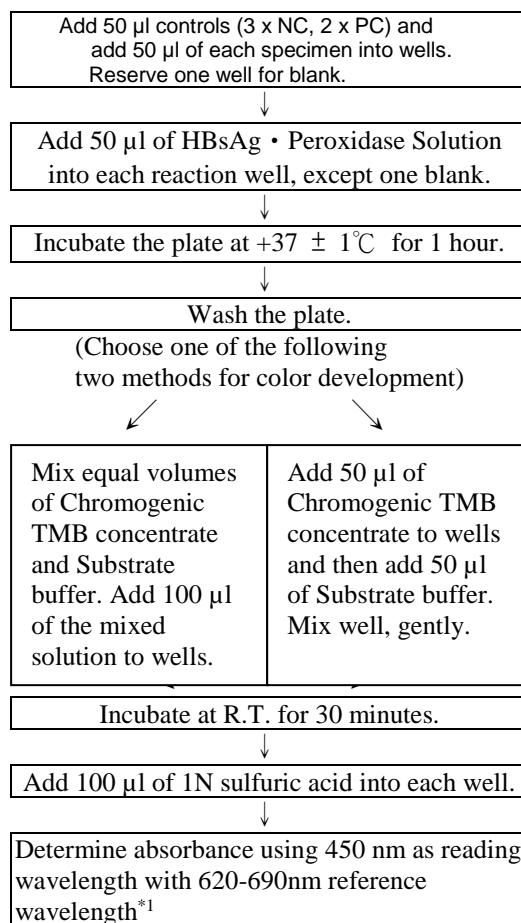 Add 50 µl controls (3 x NC, 2 x PC) and
add 50 µl of each specimen into wells.
Reserve one well for blank.
Add 50 µl of HBsAg・Peroxidase Solution
into each reaction well, except one blank.
Incubate the plate at +37 ± 1℃ for 1 hour.
Wash the plate.
(Choose one of the following
two methods for color development)
Mix equal volumes
of Chromogenic
TMB concentrate
and Substrate
buffer. Add 100 µl
of the mixed
solution to wells.
Add 50 µl of
Chromogenic TMB
concentrate to wells
and then add 50 µl
of Substrate buffer.
Mix well, gently.
Incubate at R.T. for 30 minutes.
Add 100 µl of 1N sulfuric acid into each well.
Determine absorbance using 450 nm as reading
wavelength with 620-690nm reference
wavelength*1